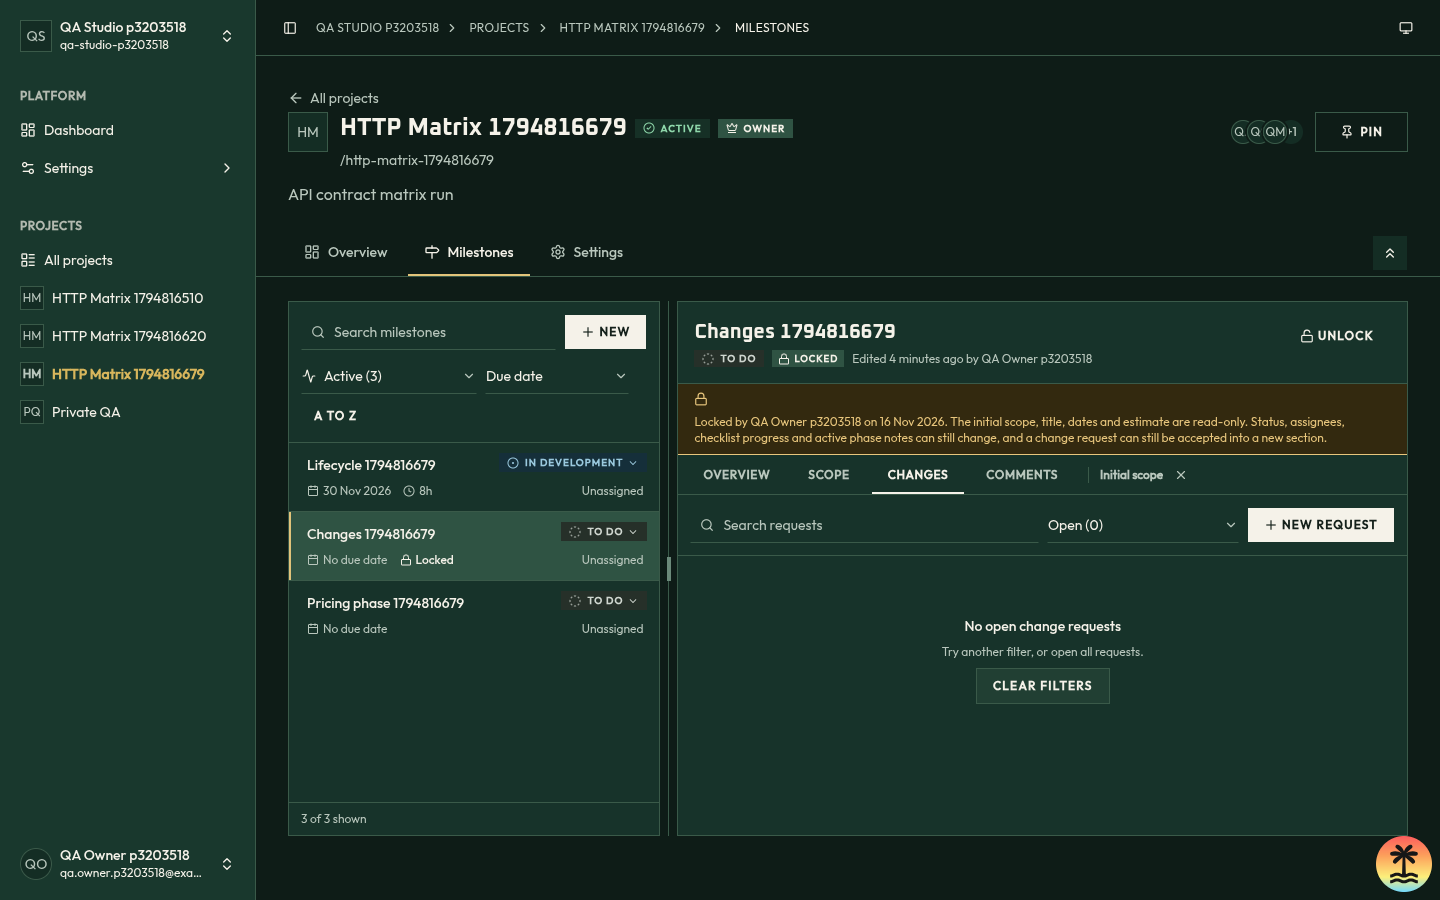 QS
QA Studio p3203518
qa-studio-p3203518
PLATFORM
Dashboard
Settings
PROJECTS
All projects
HM HTTP Matrix 1794816510
HM HTTP Matrix 1794816620
HM HTTP Matrix 1794816679
PQ Private QA
QO
QA Owner p3203518
qa.owner.p3203518@exa...
QA STUDIO P3203518 PROJECTS HTTP MATRIX 1794816679 MILESTONES
All projects
HM
HTTP Matrix 1794816679 ACTIVE OWNER
/http-matrix-1794816679
Q Q QM +1 PIN
API contract matrix run
Overview Milestones Settings
Search milestones NEW
Active (3) Due date
A TO Z
Lifecycle 1794816679 IN DEVELOPMENT
30 Nov 2026 8h Unassigned
Changes 1794816679 TO DO
No due date Locked Unassigned
Pricing phase 1794816679 TO DO
No due date Unassigned
3 of 3 shown
Changes 1794816679
TO DO LOCKED Edited 4 minutes ago by QA Owner p3203518
UNLOCK
Locked by QA Owner p3203518 on 16 Nov 2026. The initial scope, title, dates and estimate are read-only. Status, assignees,
checklist progress and active phase notes can still change, and a change request can still be accepted into a new section.
OVERVIEW SCOPE CHANGES COMMENTS Initial scope
Search requests Open (0) NEW REQUEST
No open change requests
Try another filter, or open all requests.
CLEAR FILTERS